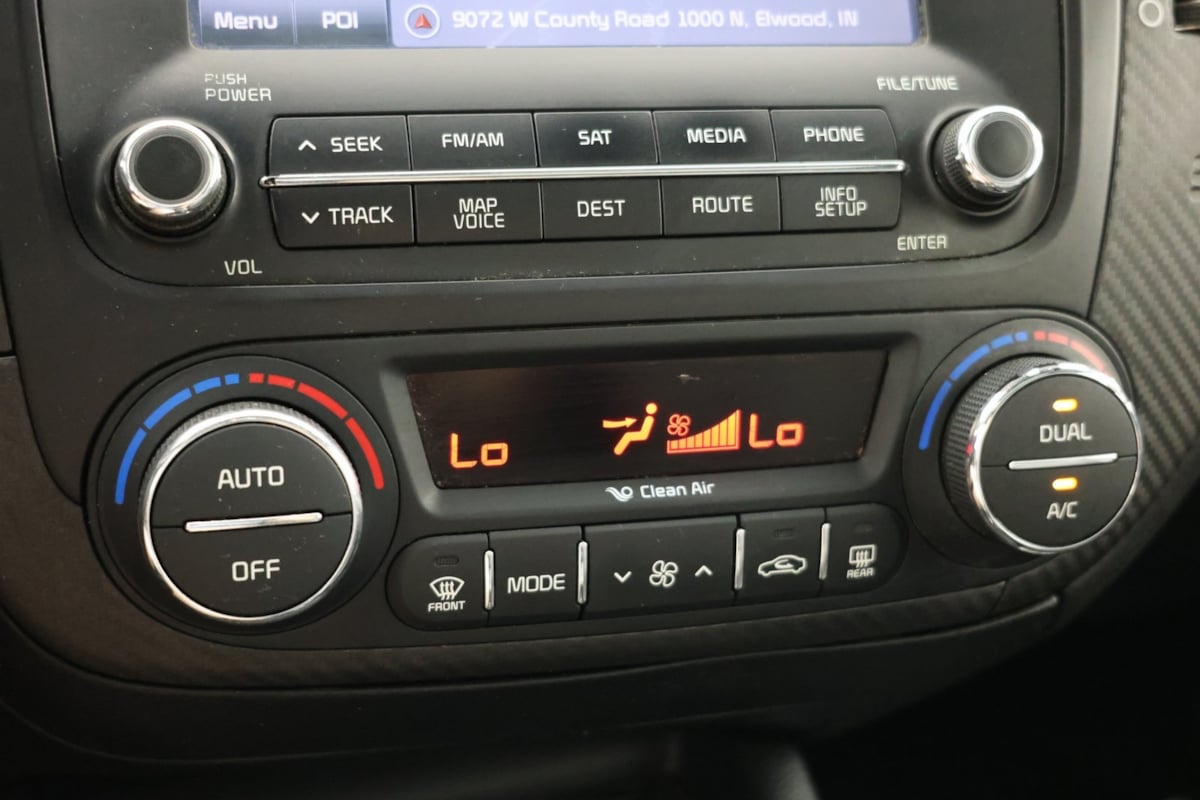 Menu POI 9072 W County Road 1000 N, Elwood, IN
PUSH
POWER
FILE/TUNE
SEEK FM/AM SAT MEDIA PHONE
TRACK MAP VOICE DEST ROUTE INFO SETUP
VOL
ENTER
AUTO
OFF
Lo Lo
Clean Air
DUAL
A/C
FRONT MODE REAR